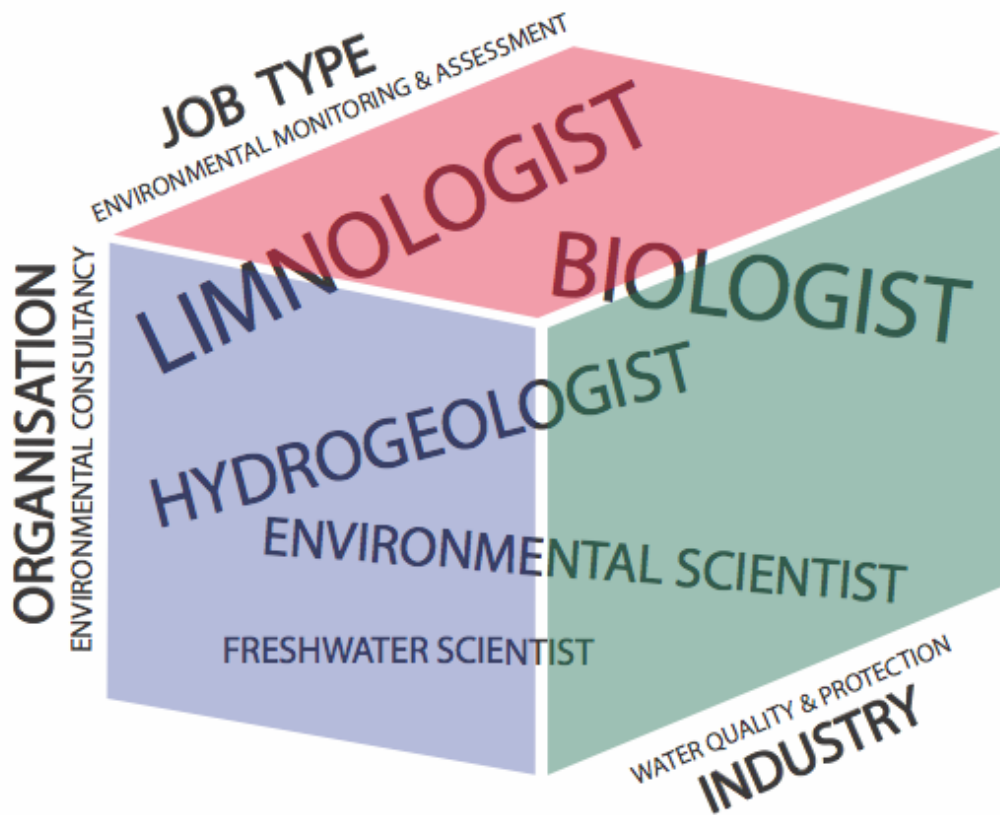 JOB TYPE
ENVIRONMENTAL MONITORING & ASSESSMENT
ORGANISATION
ENVIRONMENTAL CONSULTANCY
LIMNOLOGIST
BIOLOGIST
HYDROGEOLOGIST
ENVIRONMENTAL SCIENTIST
FRESHWATER SCIENTIST
WATER QUALITY & PROTECTION
INDUSTRY